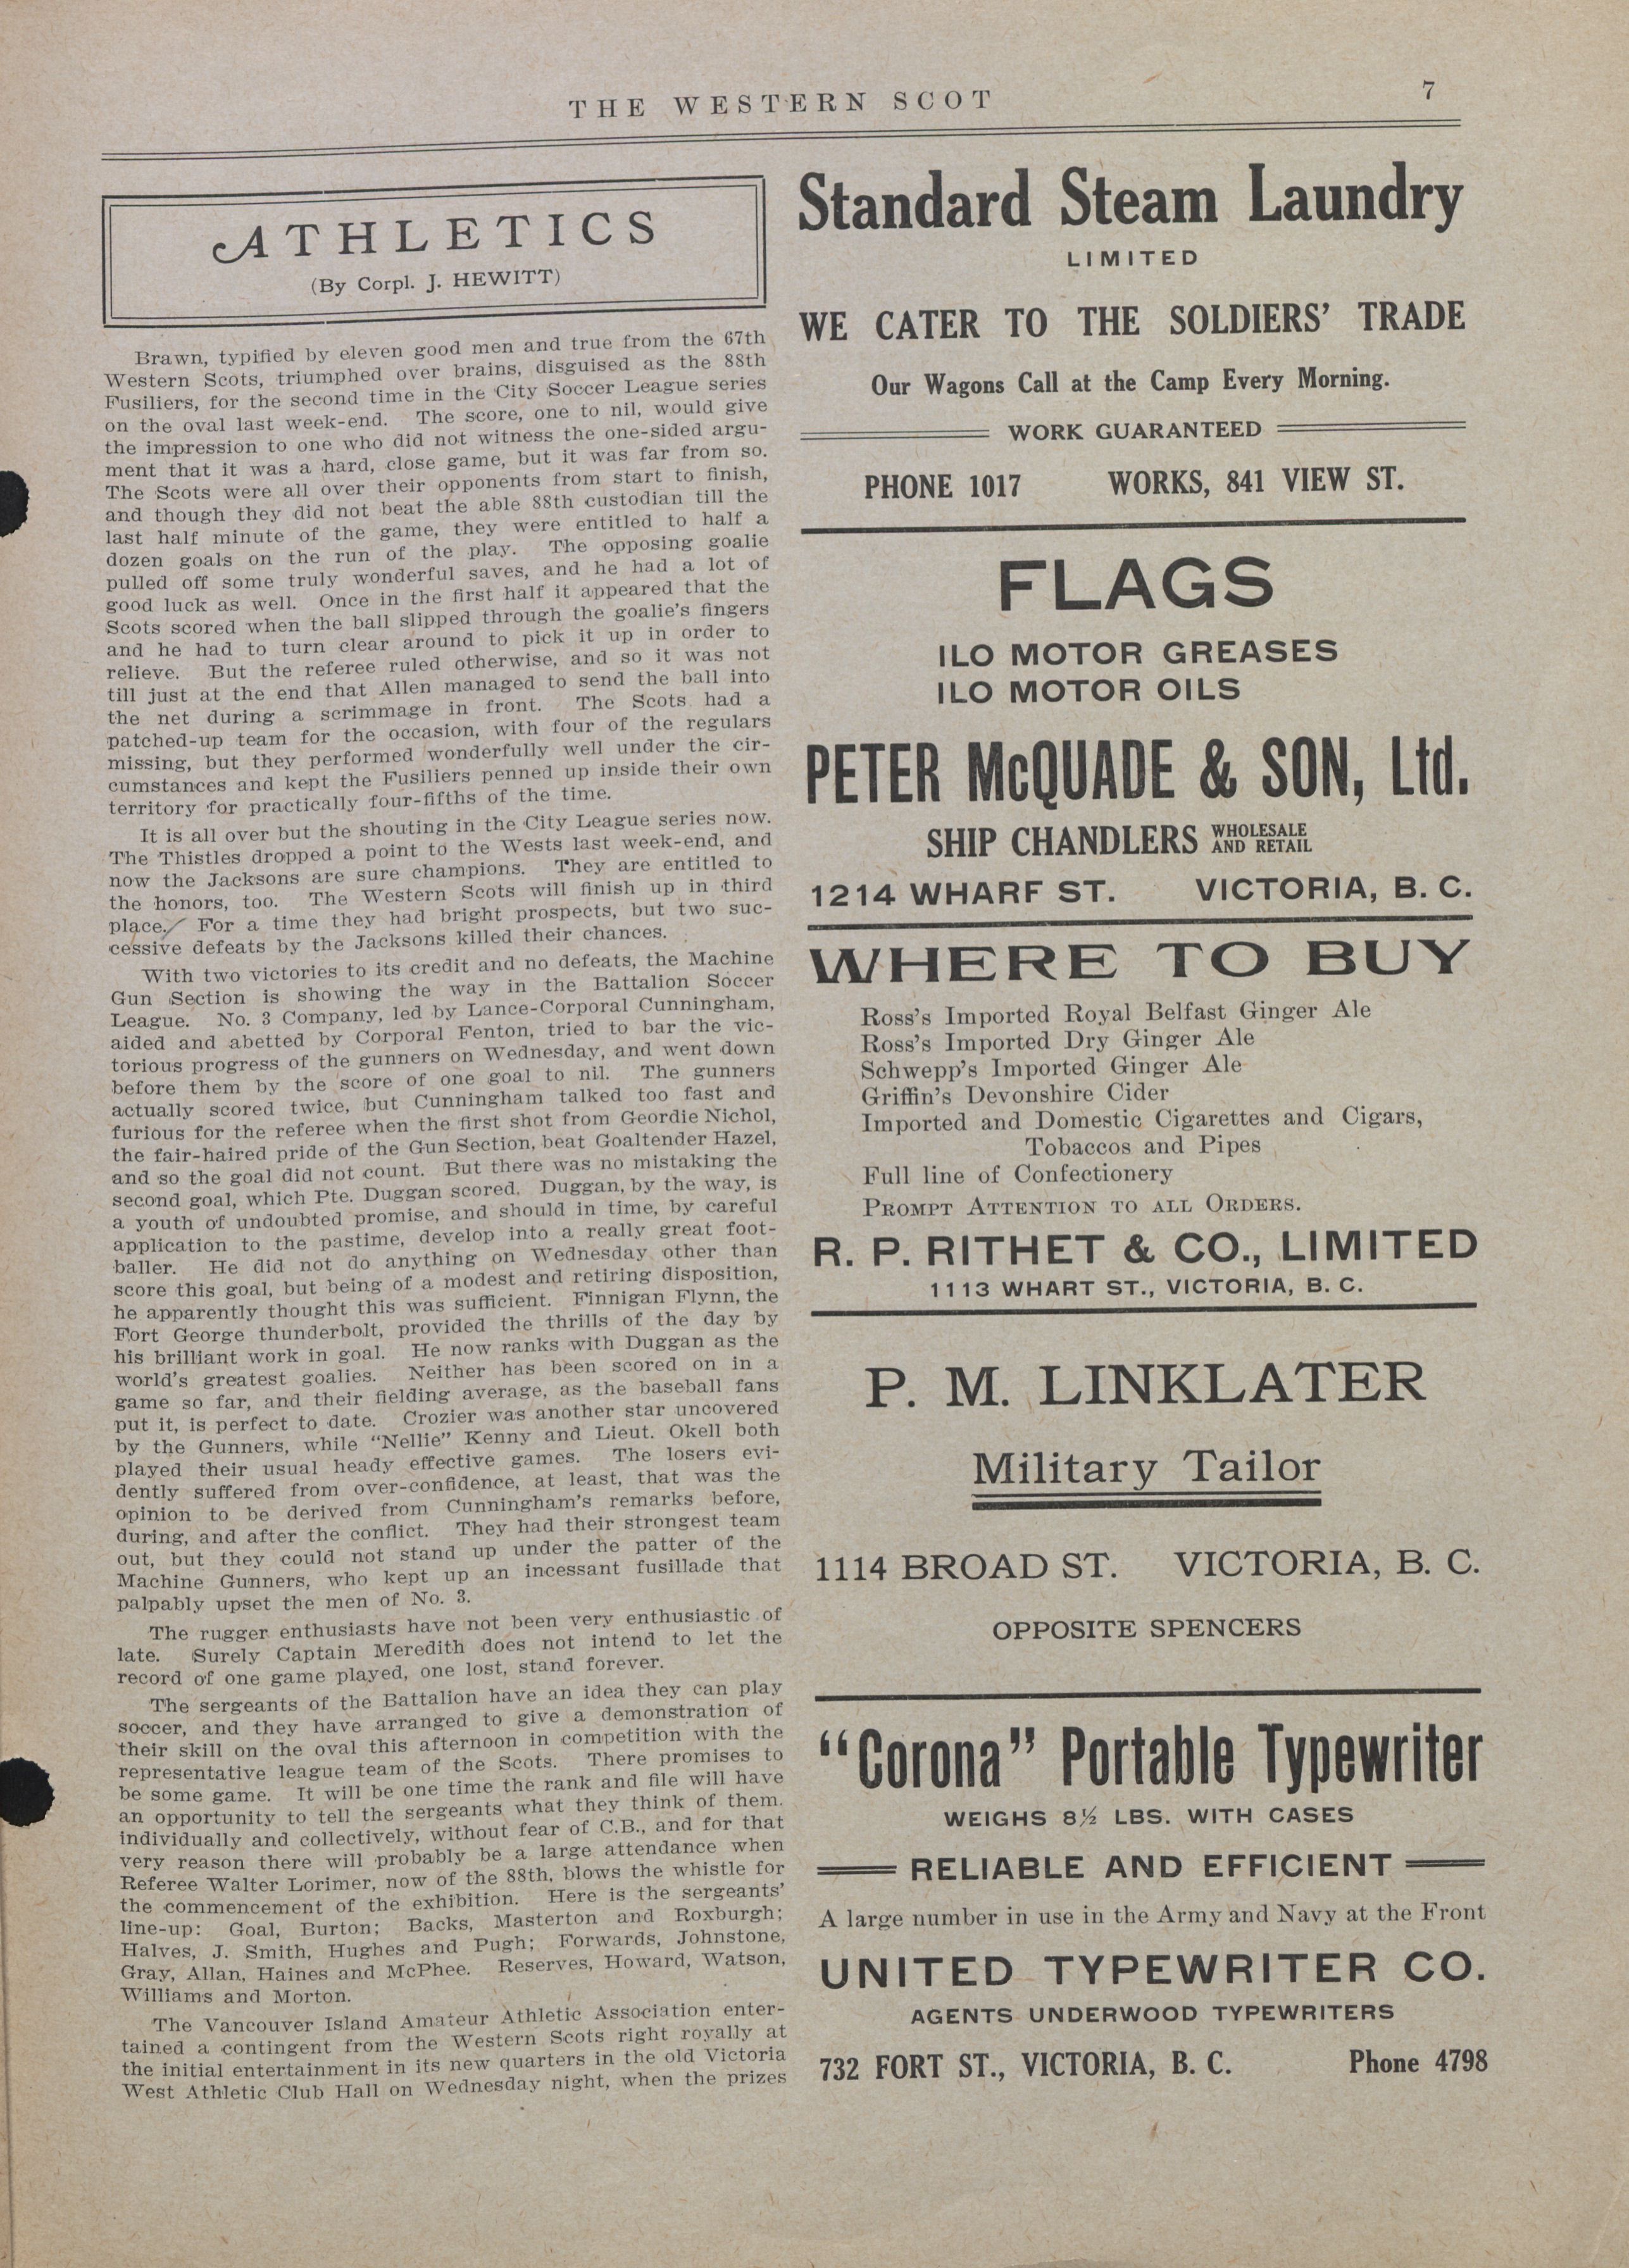 THE WESTERN SCOT
7
ATHLETICS
(By Corpl. J. HEWITT)
Brawn, typified by eleven good men and true from the 67th
Western Scots, triumphed over brains, disguised as the 88th
Fusiliers, for the second time in the City Soccer League series
on the oval last week-end. The score, one to nil, would give
the impression to one who did not witness the one-sided argu-
ment that it was a hard, close game, but it was far from so.
The Scots were all over their opponents from start to finish,
and though they did not beat the able 88th custodian till the
last half minute of the game, they were entitled to half a
dozen goals on the run of the play. The opposing goalie
pulled off some truly wonderful saves, and he had a lot of
good luck as well. Once in the first half it appeared that the
Scots scored when the ball slipped through the goalie's fingers
and he had to turn clear around to pick it up in order to
relieve. But the referee ruled otherwise, and so it was not
till just at the end that Allen managed to send the ball into
the net during a scrimmage in front. The Scots had a
patched-up team for the occasion, with four of the regulars
missing, but they performed wonderfully well under the cir-
cumstances and kept the Fusiliers penned up inside their own
territory for practically four-fifths of the time.
It is all over but the shouting in the City League series now.
The Thistles dropped a point to the Wests last week-end, and
now the Jacksons are sure champions. They are entitled to
the honors, too. The Western Scots will finish up in third
place. For a time they had bright prospects, but two suc-
cessive defeats by the Jacksons killed their chances.
With two victories to its credit and no defeats, the Machine
Gun Section is showing the way in the Battalion Soccer
League. No. 3 Company, led by Lance-Corporal Cunningham,
aided and abetted by Corporal Fenton, tried to bar the vic-
torious progress of the gunners on Wednesday, and went down
before them by the score of one goal to nil. The gunners
actually scored twice, but Cunningham talked too fast and
furious for the referee when the first shot from Geordie Nichol,
the fair-haired pride of the Gun Section, beat Goaltender Hazel,
and so the goal did not count. But there was no mistaking the
second goal, which Pte. Duggan scored. Duggan, by the way, is
a youth of undoubted promise, and should in time, by careful
application to the pastime, develop into a really great foot-
baller. He did not do anything on Wednesday other than
score this goal, but being of a modest and retiring disposition,
he apparently thought this was sufficient. Finnigan Flynn, the
Fort George thunderbolt, provided the thrills of the day by
his brilliant work in goal. He now ranks with Duggan as the
world's greatest goalies. Neither has been scored on in a
game so far, and their fielding average, as the baseball fans
put it, is perfect to date. Crozier was another star uncovered
by the Gunners, while "Nellie" Kenny and Lieut. Okell both
played their usual heady effective games. The losers evi-
dently suffered from over-confidence, at least, that was the
opinion to be derived from Cunningham's remarks before,
during, and after the conflict. They had their strongest team
out, but they could not stand up under the patter of the
Machine Gunners, who kept up an incessant fusillade that
palpably upset the men of No. 3.
The rugger enthusiasts have not been very enthusiastic of
late. Surely Captain Meredith does not intend to let the
record of one game played, one lost, stand forever.
The sergeants of the Battalion have an idea they can play
soccer, and they have arranged to give a demonstration of
their skill on the oval this afternoon in competition with the
representative league team of the Scots. There promises to
be some game. It will be one time the rank and file will have
an opportunity to tell the sergeants what they think of them.
individually and collectively, without fear of C.B., and for that
very reason there will probably be a large attendance when
Referee Walter Lorimer, now of the 88th, blows the whistle for
the commencement of the exhibition. Here is the sergeants'
line-up: Goal, Burton; Backs, Masterton and Roxburgh;
Halves, J. Smith, Hughes and Pugh; Forwards, Johnstone,
Gray, Allan, Haines and McPhee. Reserves, Howard, Watson,
Williams and Morton.
The Vancouver Island Amateur Athletic Association enter-
tained a contingent from the Western Scots right royally at
the initial entertainment in its new quarters in the old Victoria
West Athletic Club Hall on Wednesday night, when the prizes
Standard Steam Laundry
LIMITED
WE CATER TO THE SOLDIERS' TRADE
Our Wagons Call at the Camp Every Morning.
WORK GUARANTEED
PHONE 1017 WORKS, 841 VIEW ST.
FLAGS
ILO MOTOR GREASES
ILO MOTOR OILS
PETER McQUADE & SON, Ltd.
SHIP CHANDLERS WHOLESALE AND RETAIL
1214 WHARF ST. VICTORIA, B. C.
WHERE TO BUY
Ross's Imported Royal Belfast Ginger Ale
Ross's Imported Dry Ginger Ale
Schwepp's Imported Ginger Ale
Griffin's Devonshire Cider
Imported and Domestic Cigarettes and Cigars,
Tobaccos and Pipes
Full line of Confectionery
PROMPT ATTENTION TO ALL ORDERS.
R. P. RITHET & CO., LIMITED
1113 WHART ST., VICTORIA, B. C.
P. M. LINKLATER
Military Tailor
1114 BROAD ST. VICTORIA, B. C.
OPPOSITE SPENCERS
"Corona" Portable Typewriter
WEIGHS 8½ LBS. WITH CASES
RELIABLE AND EFFICIENT
A large number in use in the Army and Navy at the Front
UNITED TYPEWRITER CO.
AGENTS UNDERWOOD TYPEWRITERS
732 FORT ST., VICTORIA, B. C. Phone 4798